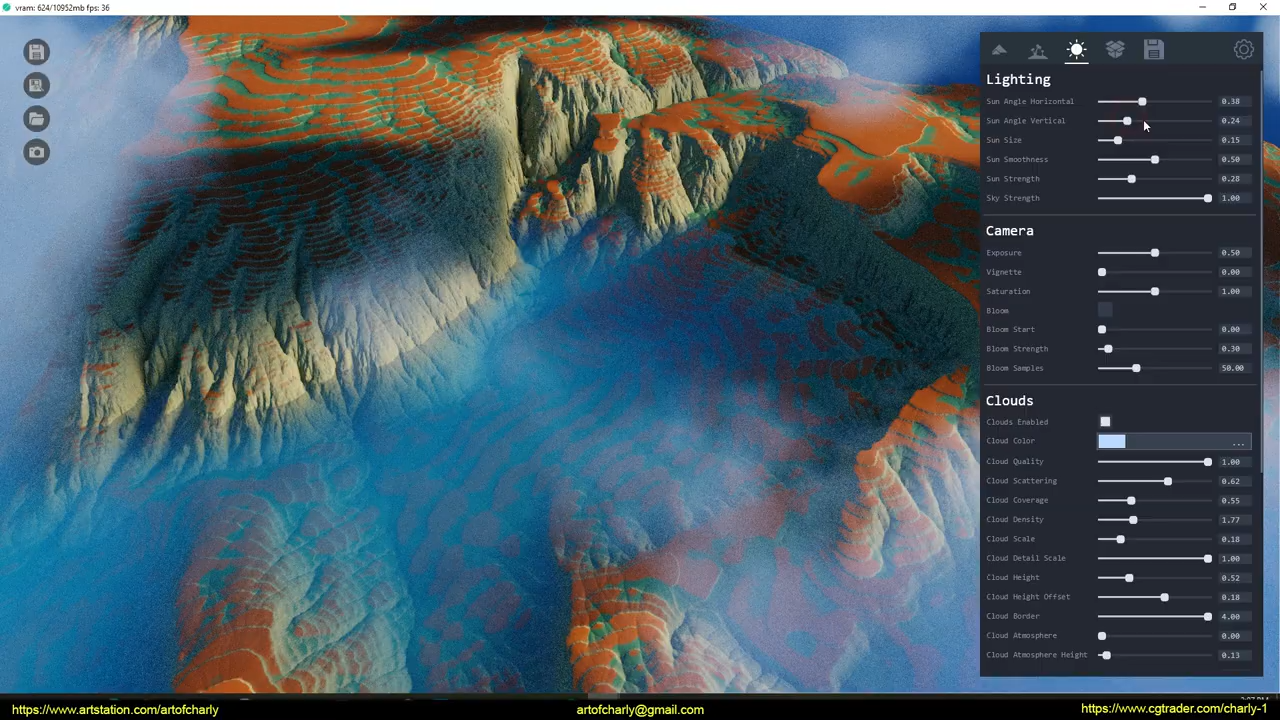 vram: 624/10952mb fps: 36
Lighting
Sun Angle Horizontal 0.38
Sun Angle Vertical 0.24
Sun Size 0.15
Sun Smoothness 0.50
Sun Strength 0.28
Sky Strength 1.00
Camera
Exposure 0.50
Vignette 0.00
Saturation 1.00
Bloom
Bloom Start 0.00
Bloom Strength 0.30
Bloom Samples 50.00
Clouds
Clouds Enabled
Cloud Color ...
Cloud Quality 1.00
Cloud Scattering 0.62
Cloud Coverage 0.55
Cloud Density 1.77
Cloud Scale 0.18
Cloud Detail Scale 1.00
Cloud Height 0.52
Cloud Height Offset 0.18
Cloud Border 4.00
Cloud Atmosphere 0.00
Cloud Atmosphere Height 0.13
https://www.artstation.com/artofcharly artofcharly@gmail.com https://www.cgtrader.com/charly-1